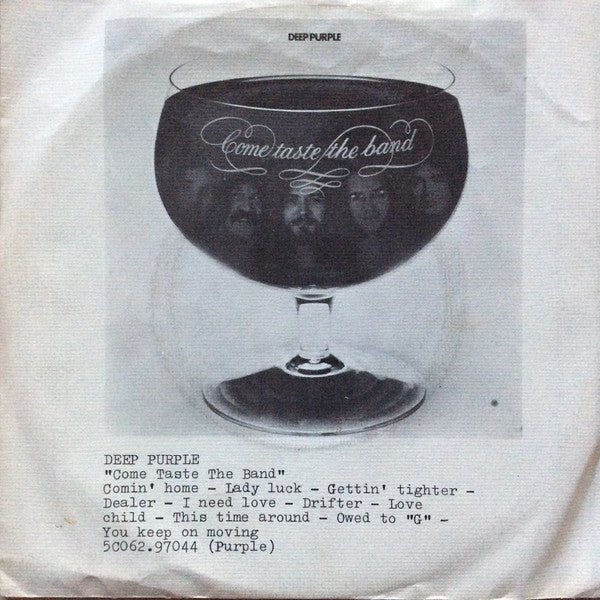 DEEP PURPLE
Come taste the band
DEEP PURPLE
"Come Taste The Band"
Comin' home - Lady luck - Gettin' tighter -
Dealer - I need love - Drifter - Love
child - This time around - Owed to "G" -
You keep on moving
5C062.97044 (Purple)